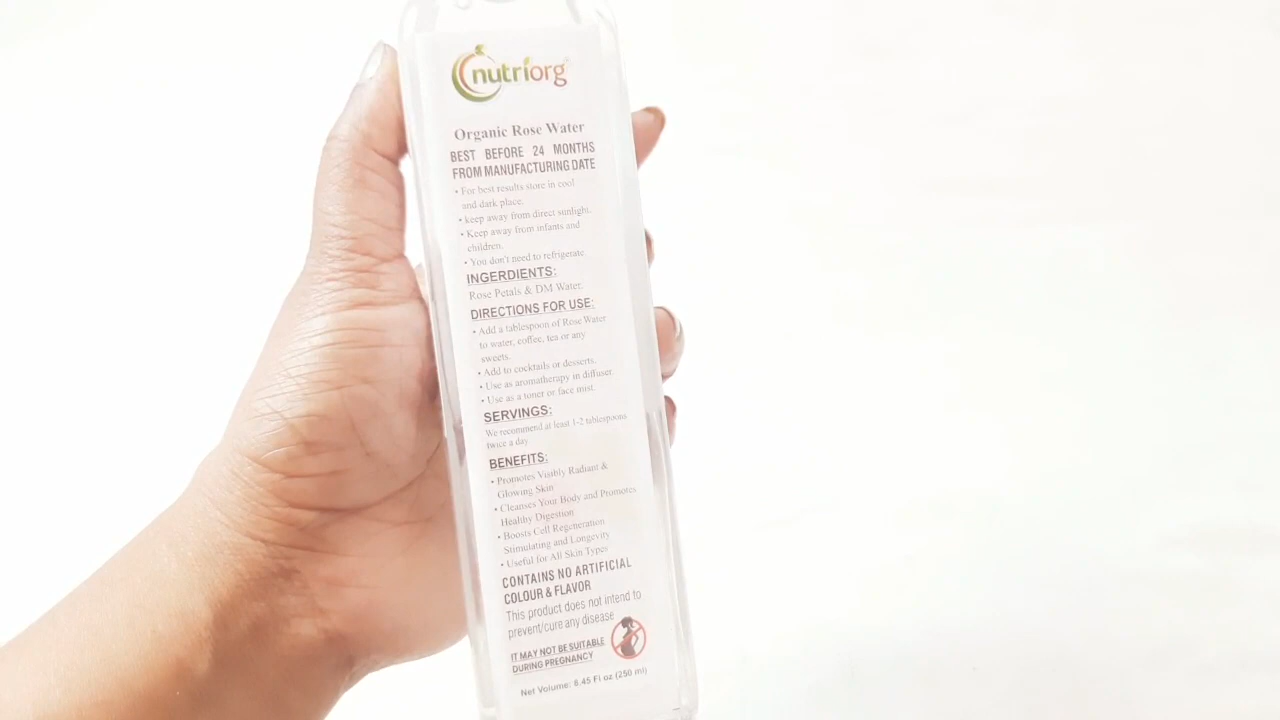 nutriorg
Organic Rose Water
BEST BEFORE 24 MONTHS
FROM MANUFACTURING DATE
• For best results store in cool
and dark place.
• keep away from direct sunlight.
• Keep away from infants and
children.
• You don't need to refrigerate.
INGERDIENTS:
Rose Petals & DM Water.
DIRECTIONS FOR USE:
• Add a tablespoon of Rose Water
to water, coffee, tea or any
sweets.
• Add to cocktails or desserts.
• Use as aromatherapy in diffuser.
• Use as a toner or face mist.
SERVINGS:
We recommend at least 1-2 tablespoons
twice a day
BENEFITS:
• Promotes Visibly Radiant &
Glowing Skin
• Cleanses Your Body and Promotes
Healthy Digestion
• Boosts Cell Regeneration
Stimulating and Longevity
• Useful for All Skin Types
CONTAINS NO ARTIFICIAL
COLOUR & FLAVOR
This product does not intend to
prevent/cure any disease
IT MAY NOT BE SUITABLE
DURING PREGNANCY
Net Volume: 8.45 Fl oz (250 ml)